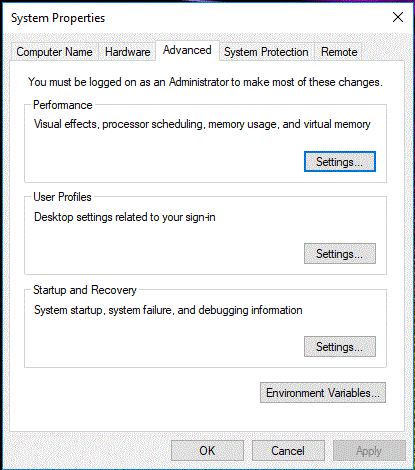 System Properties
Computer Name Hardware Advanced System Protection Remote
You must be logged on as an Administrator to make most of these changes.
Performance
Visual effects, processor scheduling, memory usage, and virtual memory
Settings...
User Profiles
Desktop settings related to your sign-in
Settings...
Startup and Recovery
System startup, system failure, and debugging information
Settings...
Environment Variables...
OK Cancel Apply